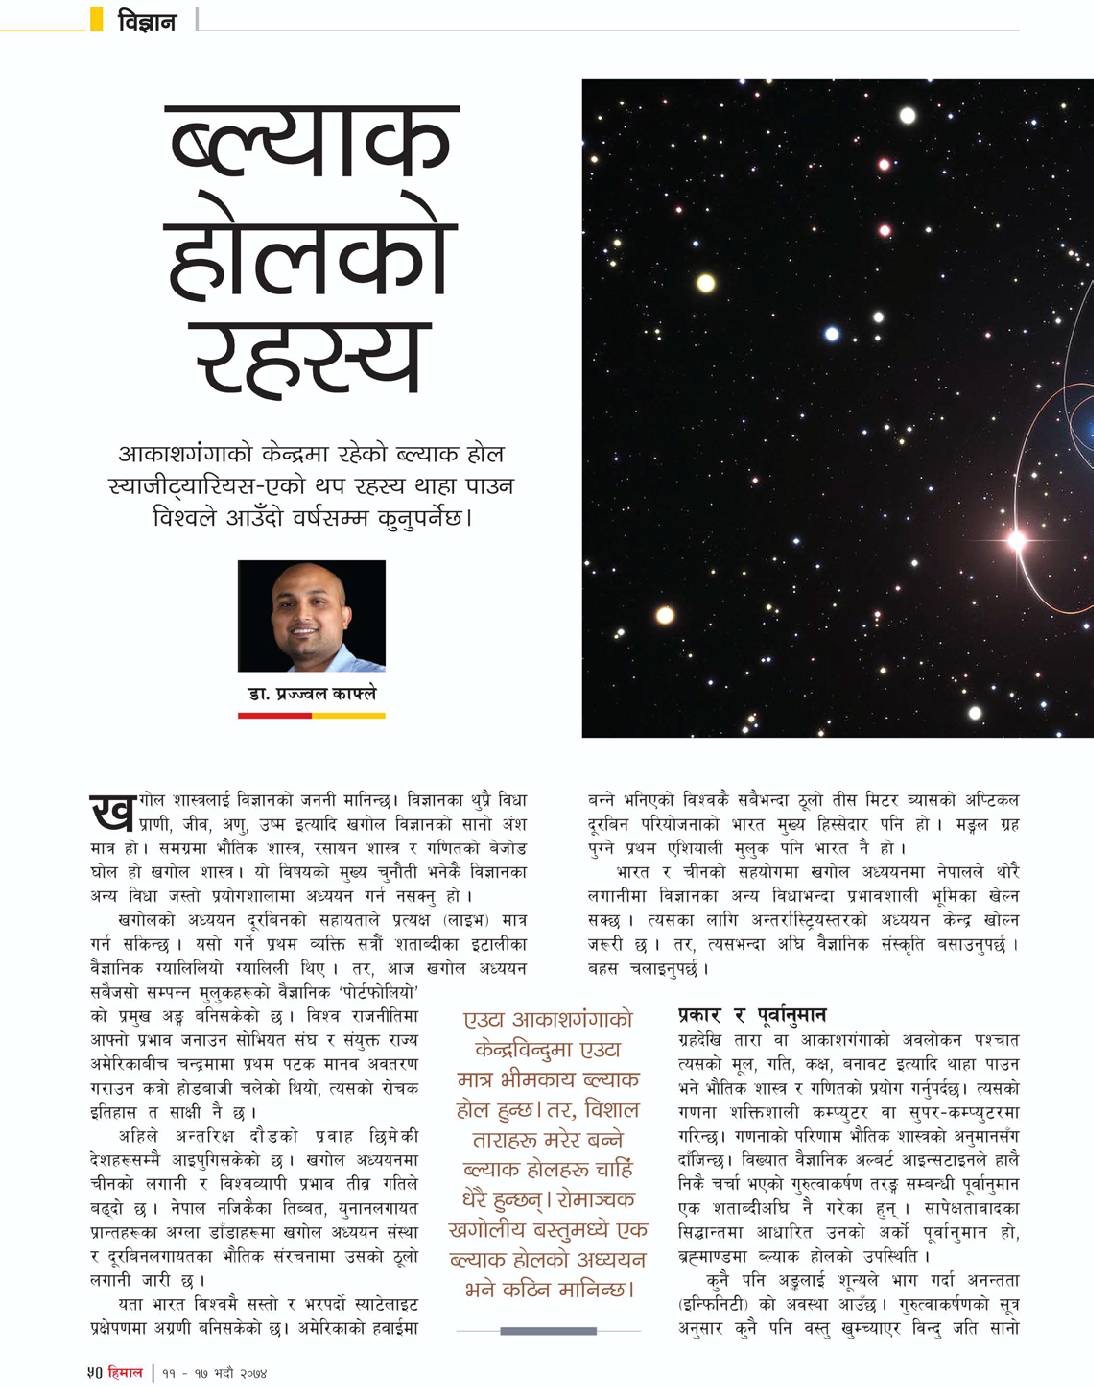 विज्ञान
ब्ल्याक
होलको
रहस्य
आकाशगंगाको केन्द्रमा रहेको ब्ल्याक होल
स्याजीट्यारियस-एको थप रहस्य थाहा पाउन
विश्वले आउँदो वर्षसम्म कुनुपर्नेछ।
डा. प्रज्ज्वल काफ्ले
खगोल शास्त्रलाई विज्ञानको जननी मानिन्छ। विज्ञानका थुप्रै विधा
प्राणी, जीव, अणु, उष्म इत्यादि खगोल विज्ञानको सानो अंश
मात्र हो। समग्रमा भौतिक शास्त्र, रसायन शास्त्र र गणितको बेजोड
घोल हो खगोल शास्त्र। यो विषयको मुख्य चुनौती भनेकै विज्ञानका
अन्य विधा जस्तो प्रयोगशालामा अध्ययन गर्न नसक्नु हो।
खगोलको अध्ययन दूरबिनको सहायताले प्रत्यक्ष (लाइभ) मात्र
गर्न सकिन्छ। यसो गर्ने प्रथम व्यक्ति सत्रौं शताब्दीका इटालीका
वैज्ञानिक ग्यालिलियो ग्यालिली थिए। तर, आज खगोल अध्ययन
सबैजसो सम्पन्न मुलुकहरूको वैज्ञानिक ‘पोर्टफोलियो’
को प्रमुख अङ्ग बनिसकेको छ। विश्व राजनीतिमा
आफ्नो प्रभाव जनाउन सोभियत संघ र संयुक्त राज्य
अमेरिकाबीच चन्द्रमामा प्रथम पटक मानव अवतरण
गराउन कत्रो होडबाजी चलेको थियो, त्यसको रोचक
इतिहास त साक्षी नै छ।
अहिले अन्तरिक्ष दौडको प्रवाह छिमेकी
देशहरूसम्मै आइपुगिसकेको छ। खगोल अध्ययनमा
चीनको लगानी र विश्वव्यापी प्रभाव तीव्र गतिले
बढ्दो छ। नेपाल नजिकैका तिब्बत, युनानलगायत
प्रान्तहरूका अग्ला डाँडाहरूमा खगोल अध्ययन संस्था
र दूरबिनलगायतका भौतिक संरचनामा उसको ठूलो
लगानी जारी छ।
यता भारत विश्वमै सस्तो र भरपर्दो स्याटेलाइट
प्रक्षेपणमा अग्रणी बनिसकेको छ। अमेरिकाको हवाईमा
एउटा आकाशगंगाको
केन्द्रविन्दुमा एउटा
मात्र भीमकाय ब्ल्याक
होल हुन्छ। तर, विशाल
ताराहरू मरेर बन्ने
ब्ल्याक होलहरू चाहिँ
धेरै हुन्छन्। रोमाञ्चक
खगोलीय बस्तुमध्ये एक
ब्ल्याक होलको अध्ययन
भने कठिन मानिन्छ।
बन्ने भनिएको विश्वकै सबैभन्दा ठूलो तीस मिटर ब्यासको अप्टिकल
दूरबिन परियोजनाको भारत मुख्य हिस्सेदार पनि हो। मङ्गल ग्रह
पुग्ने प्रथम एशियाली मुलुक पनि भारत नै हो।
भारत र चीनको सहयोगमा खगोल अध्ययनमा नेपालले थोरै
लगानीमा विज्ञानका अन्य विधाभन्दा प्रभावशाली भूमिका खेल्न
सक्छ। त्यसका लागि अन्तर्राष्ट्रियस्तरको अध्ययन केन्द्र खोल्न
जरूरी छ। तर, त्यसभन्दा अघि वैज्ञानिक संस्कृति बसाउनुपर्छ।
बहस चलाइनुपर्छ।
प्रकार र पूर्वानुमान
ग्रहदेखि तारा वा आकाशगंगाको अवलोकन पश्चात
त्यसको मूल, गति, कक्ष, बनावट इत्यादि थाहा पाउन
भने भौतिक शास्त्र र गणितको प्रयोग गर्नुपर्दछ। त्यसको
गणना शक्तिशाली कम्प्युटर वा सुपर-कम्प्युटरमा
गरिन्छ। गणनाको परिणाम भौतिक शास्त्रको अनुमानसँग
दाँजिन्छ। विख्यात वैज्ञानिक अल्बर्ट आइन्सटाइनले हालै
निकै चर्चा भएको गुरुत्वाकर्षण तरङ्ग सम्बन्धी पूर्वानुमान
एक शताब्दीअघि नै गरेका हुन्। सापेक्षतावादका
सिद्धान्तमा आधारित उनको अर्को पूर्वानुमान हो,
ब्रह्माण्डमा ब्ल्याक होलको उपस्थिति।
कुनै पनि अङ्कलाई शून्यले भाग गर्दा अनन्तता
(इन्फिनिटी) को अवस्था आउँछ। गुरुत्वाकर्षणको सूत्र
अनुसार कुनै पनि वस्तु खुम्च्याएर विन्दु जति सानो
५० हिमाल ११ - १७ भदौ २०७४